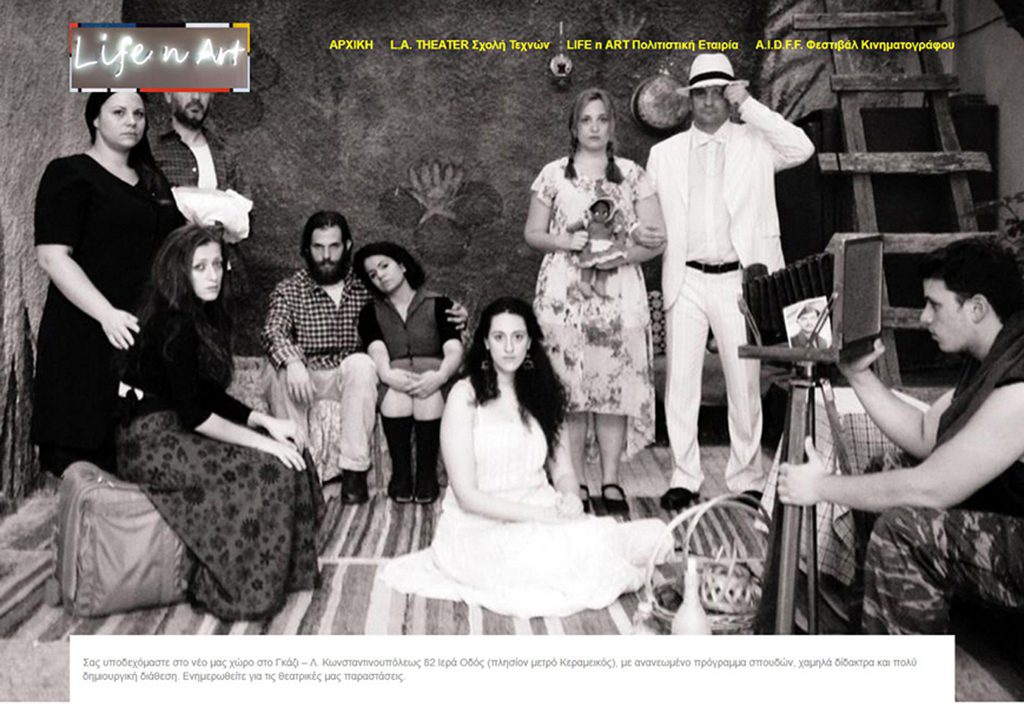 Life n Art
ΑΡΧΙΚΗ L.A. THEATER Σχολή Τεχνών LIFE n ART Πολιτιστική Εταιρία A.I.D.F.F. Φεστιβάλ Κινηματογράφου
Σας υποδεχόμαστε στο νέο μας χώρο στο Γκάζι – Λ. Κωνσταντινουπόλεως 82 Ιερά Οδός (πλησίον μετρό Κεραμεικός), με ανανεωμένο πρόγραμμα σπουδών, χαμηλά δίδακτρα και πολύ
δημιουργική διάθεση. Ενημερωθείτε για τις θεατρικές μας παραστάσεις.